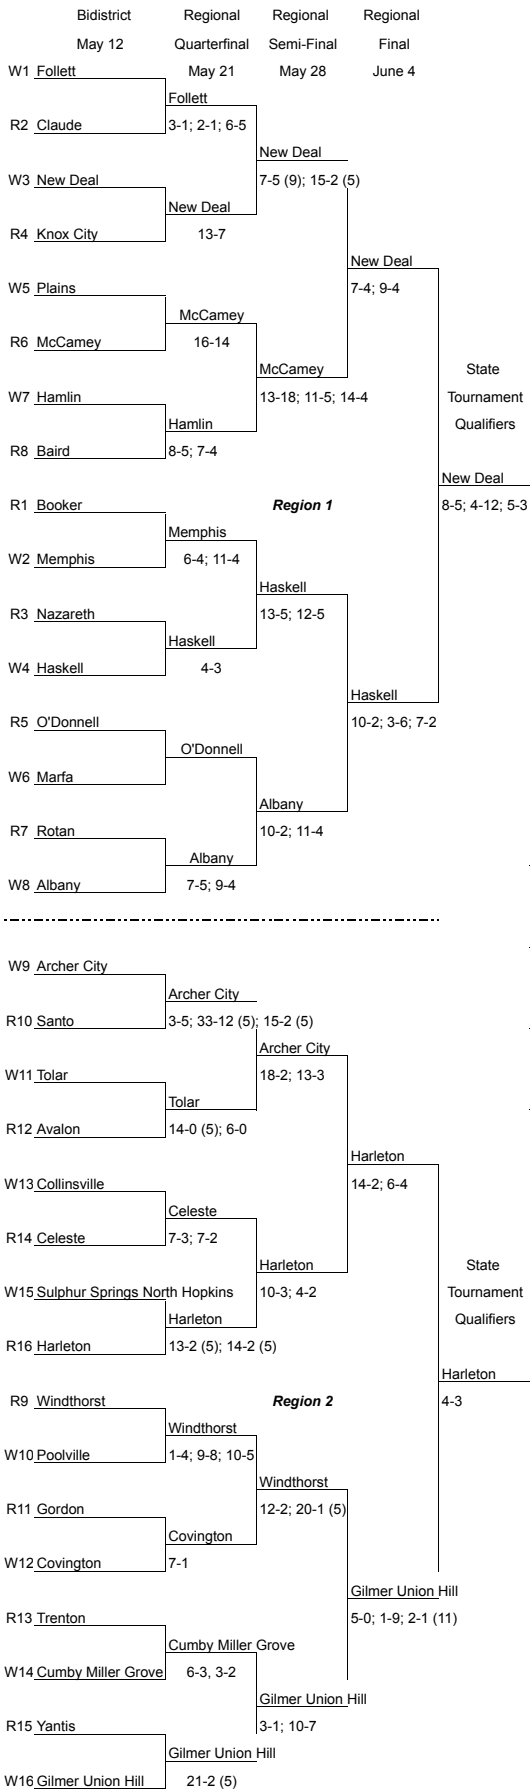 Bidistrict Regional Regional Regional
May 12 Quarterfinal Semi-Final Final
W1 Follett May 21 May 28 June 4
Follett
R2 Claude 3-1; 2-1; 6-5
New Deal
W3 New Deal 7-5 (9); 15-2 (5)
New Deal
R4 Knox City 13-7
New Deal
W5 Plains 7-4; 9-4
McCamey
R6 McCamey 16-14
McCamey State
W7 Hamlin 13-18; 11-5; 14-4 Tournament
Hamlin Qualifiers
R8 Baird 8-5; 7-4
New Deal
R1 Booker Region 1 8-5; 4-12; 5-3
Memphis
W2 Memphis 6-4; 11-4
Haskell
R3 Nazareth 13-5; 12-5
Haskell
W4 Haskell 4-3
Haskell
R5 O'Donnell 10-2; 3-6; 7-2
O'Donnell
W6 Marfa
Albany
R7 Rotan 10-2; 11-4
Albany
W8 Albany 7-5; 9-4
W9 Archer City
Archer City
R10 Santo 3-5; 33-12 (5); 15-2 (5)
Archer City
W11 Tolar 18-2; 13-3
Tolar
R12 Avalon 14-0 (5); 6-0
Harleton
W13 Collinsville 14-2; 6-4
Celeste
R14 Celeste 7-3; 7-2
Harleton State
W15 Sulphur Springs North Hopkins 10-3; 4-2 Tournament
Harleton Qualifiers
R16 Harleton 13-2 (5); 14-2 (5)
Harleton
R9 Windthorst Region 2 4-3
Windthorst
W10 Poolville 1-4; 9-8; 10-5
Windthorst
R11 Gordon 12-2; 20-1 (5)
Covington
W12 Covington 7-1
Gilmer Union Hill
R13 Trenton 5-0; 1-9; 2-1 (11)
Cumby Miller Grove
W14 Cumby Miller Grove 6-3, 3-2
Gilmer Union Hill
R15 Yantis 3-1; 10-7
Gilmer Union Hill
W16 Gilmer Union Hill 21-2 (5)